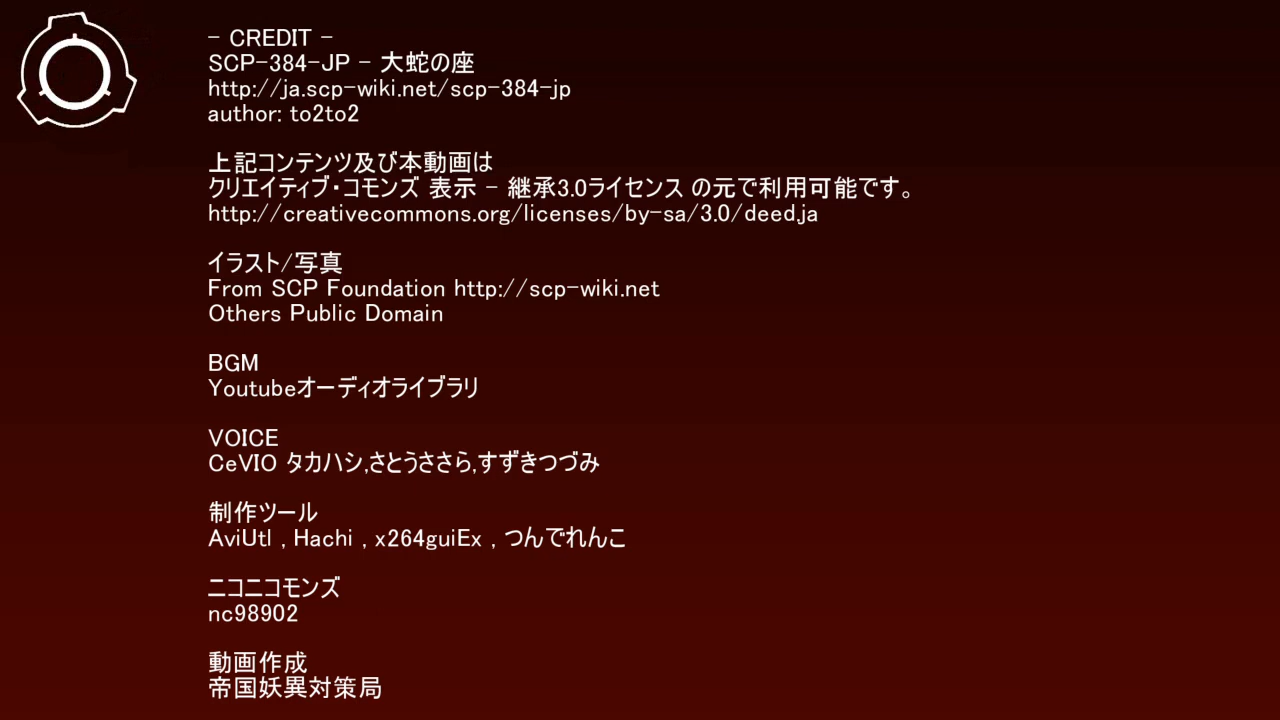 - CREDIT -
SCP-384-JP - 大蛇の座
http://ja.scp-wiki.net/scp-384-jp
author: to2to2
上記コンテンツ及び本動画は
クリエイティブ・コモンズ 表示 - 継承3.0ライセンス の元で利用可能です。
http://creativecommons.org/licenses/by-sa/3.0/deed.ja
イラスト/写真
From SCP Foundation http://scp-wiki.net
Others Public Domain
BGM
Youtubeオーディオライブラリ
VOICE
CeVIO タカハシ,さとうささら,すずきつづみ
制作ツール
AviUtl , Hachi , x264guiEx , つんでれんこ
ニコニコモンズ
nc98902
動画作成
帝国妖異対策局